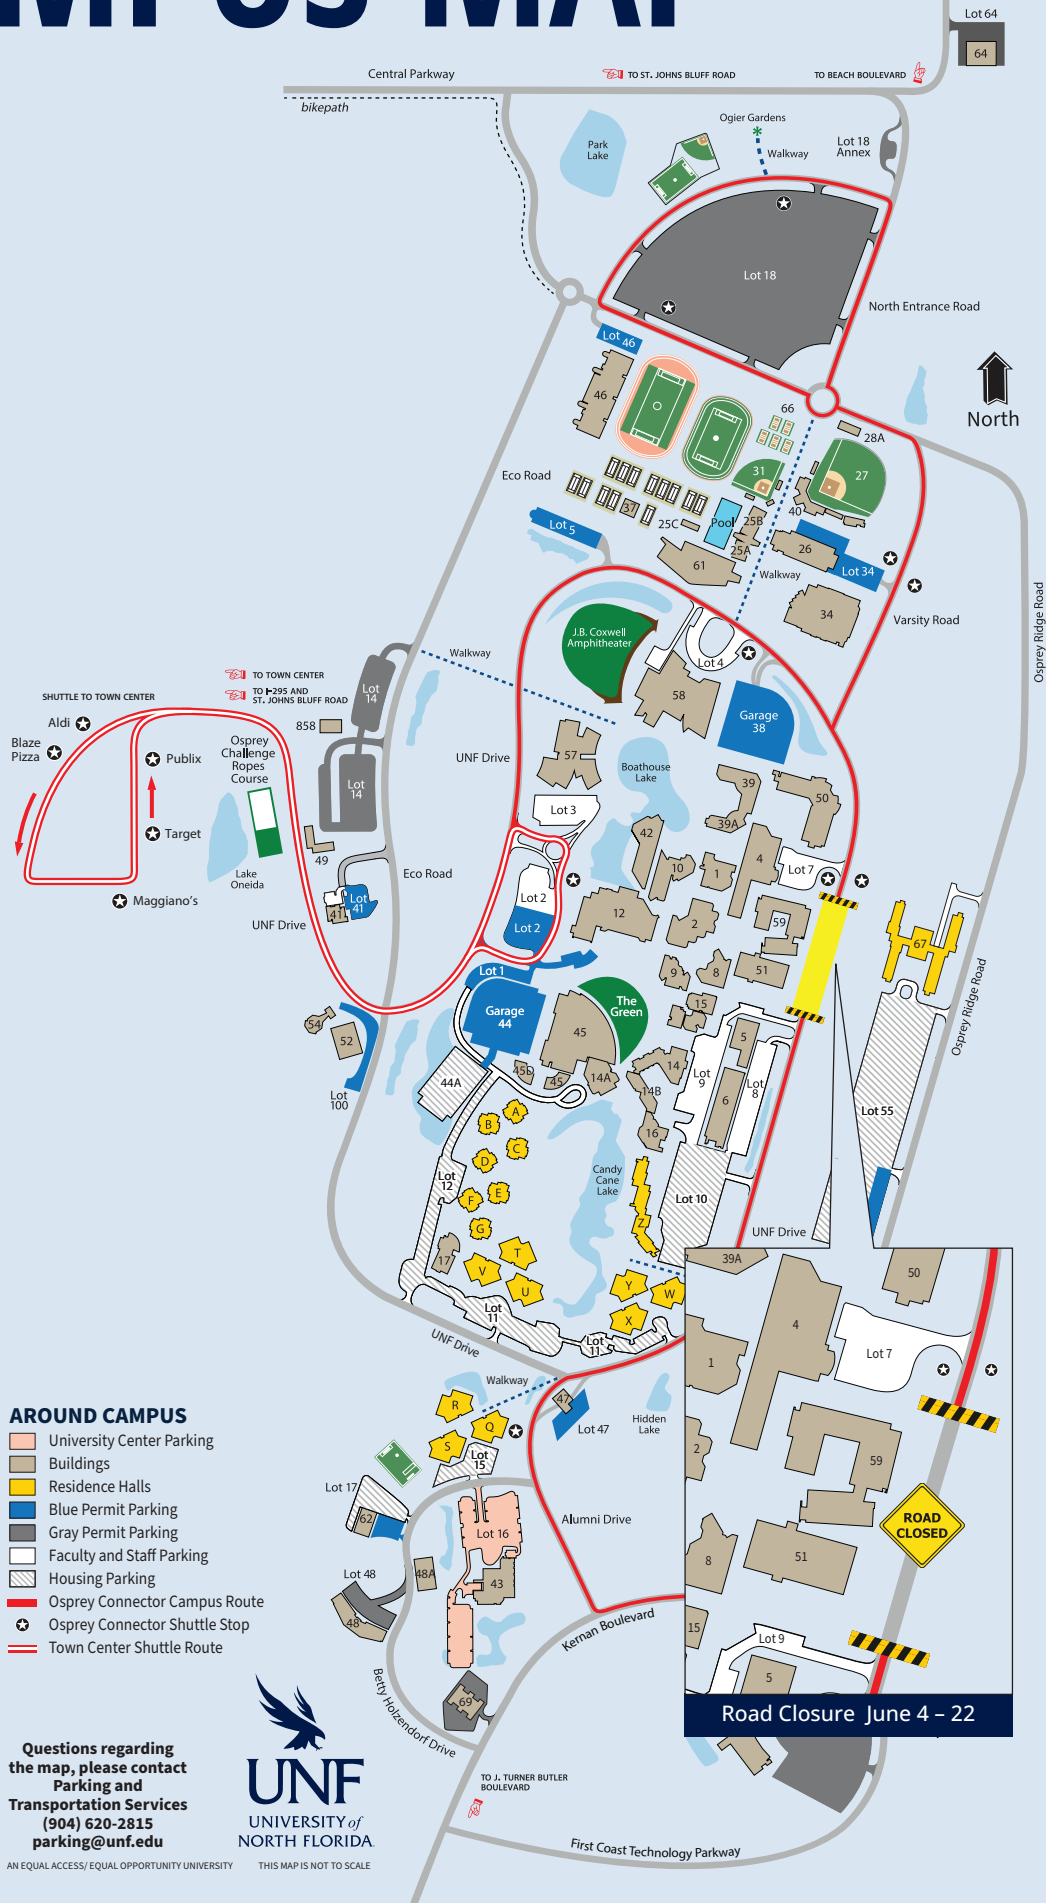 MPUS MAP
Lot 64
64
Central Parkway
TO ST. JOHNS BLUFF ROAD
TO BEACH BOULEVARD
bikepath
Ogier Gardens
Park
Lake
Walkway
Lot 18
Annex
Lot 18
North Entrance Road
Lot 46
46
66
28A
North
31
27
Eco Road
37
25C
Pool
25B
25A
40
Lot 5
26
61
Lot 34
Walkway
34
Varsity Road
Osprey Ridge Road
J.B. Coxwell
Amphitheater
Walkway
Lot 4
58
Garage
38
TO TOWN CENTER
TO I-295 AND
ST. JOHNS BLUFF ROAD
SHUTTLE TO TOWN CENTER
Lot
14
Aldi
Blaze
Pizza
Publix
858
Osprey
Challenge
Ropes
Course
UNF Drive
57
Boathouse
Lake
Lot
14
39
50
39A
Lot 3
Target
42
49
4
Lot 7
10
1
Lake
Oneida
Eco Road
Maggiano's
Lot
41
41
Lot 2
12
2
59
UNF Drive
Lot 2
67
Lot 1
9
8
51
Osprey Ridge Road
15
The
Green
Garage
44
54
52
45
5
14
45D
45
14A
14B
Lot
9
Lot
8
6
44A
Lot
100
Lot 55
A
B
16
C
D
Lot
12
Candy
Cane
Lake
E
F
Lot 10
G
Z
UNF Drive
17
T
V
U
Y
W
X
Lot
11
Lot
11
UNF Drive
39A
50
4
Lot 7
1
2
59
ROAD
CLOSED
51
8
15
Lot 9
5
Road Closure June 4 – 22
Walkway
R
Q
S
47
Lot 47
Hidden
Lake
Lot
15
Lot 17
62
Lot 16
Alumni Drive
Lot 48
48A
43
48
Kernan Boulevard
69
Betty Holzendorf Drive
TO J. TURNER BUTLER
BOULEVARD
First Coast Technology Parkway
AROUND CAMPUS
University Center Parking
Buildings
Residence Halls
Blue Permit Parking
Gray Permit Parking
Faculty and Staff Parking
Housing Parking
Osprey Connector Campus Route
Osprey Connector Shuttle Stop
Town Center Shuttle Route
Questions regarding
the map, please contact
Parking and
Transportation Services
(904) 620-2815
parking@unf.edu
UNF
UNIVERSITY of
NORTH FLORIDA.
AN EQUAL ACCESS/ EQUAL OPPORTUNITY UNIVERSITY
THIS MAP IS NOT TO SCALE